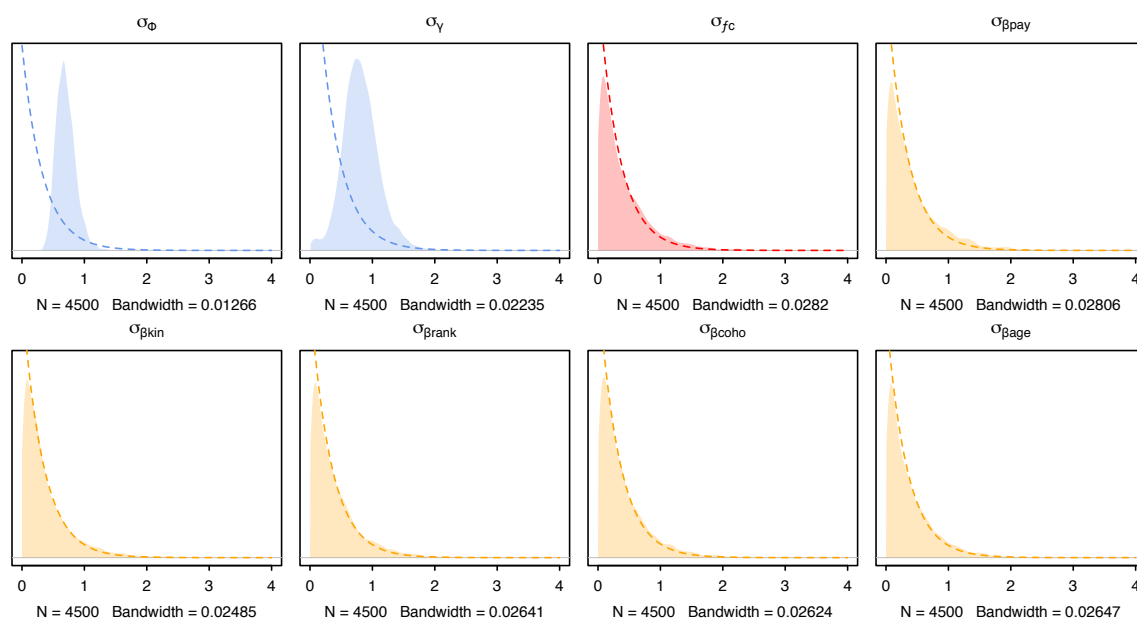 σΦ σγ σfc σβpay
0 1 2 3 4 0 1 2 3 4 0 1 2 3 4 0 1 2 3 4
N = 4500 Bandwidth = 0.01266 N = 4500 Bandwidth = 0.02235 N = 4500 Bandwidth = 0.0282 N = 4500 Bandwidth = 0.02806
σβkin σβrank σβcoho σβage
0 1 2 3 4 0 1 2 3 4 0 1 2 3 4 0 1 2 3 4
N = 4500 Bandwidth = 0.02485 N = 4500 Bandwidth = 0.02641 N = 4500 Bandwidth = 0.02624 N = 4500 Bandwidth = 0.02647